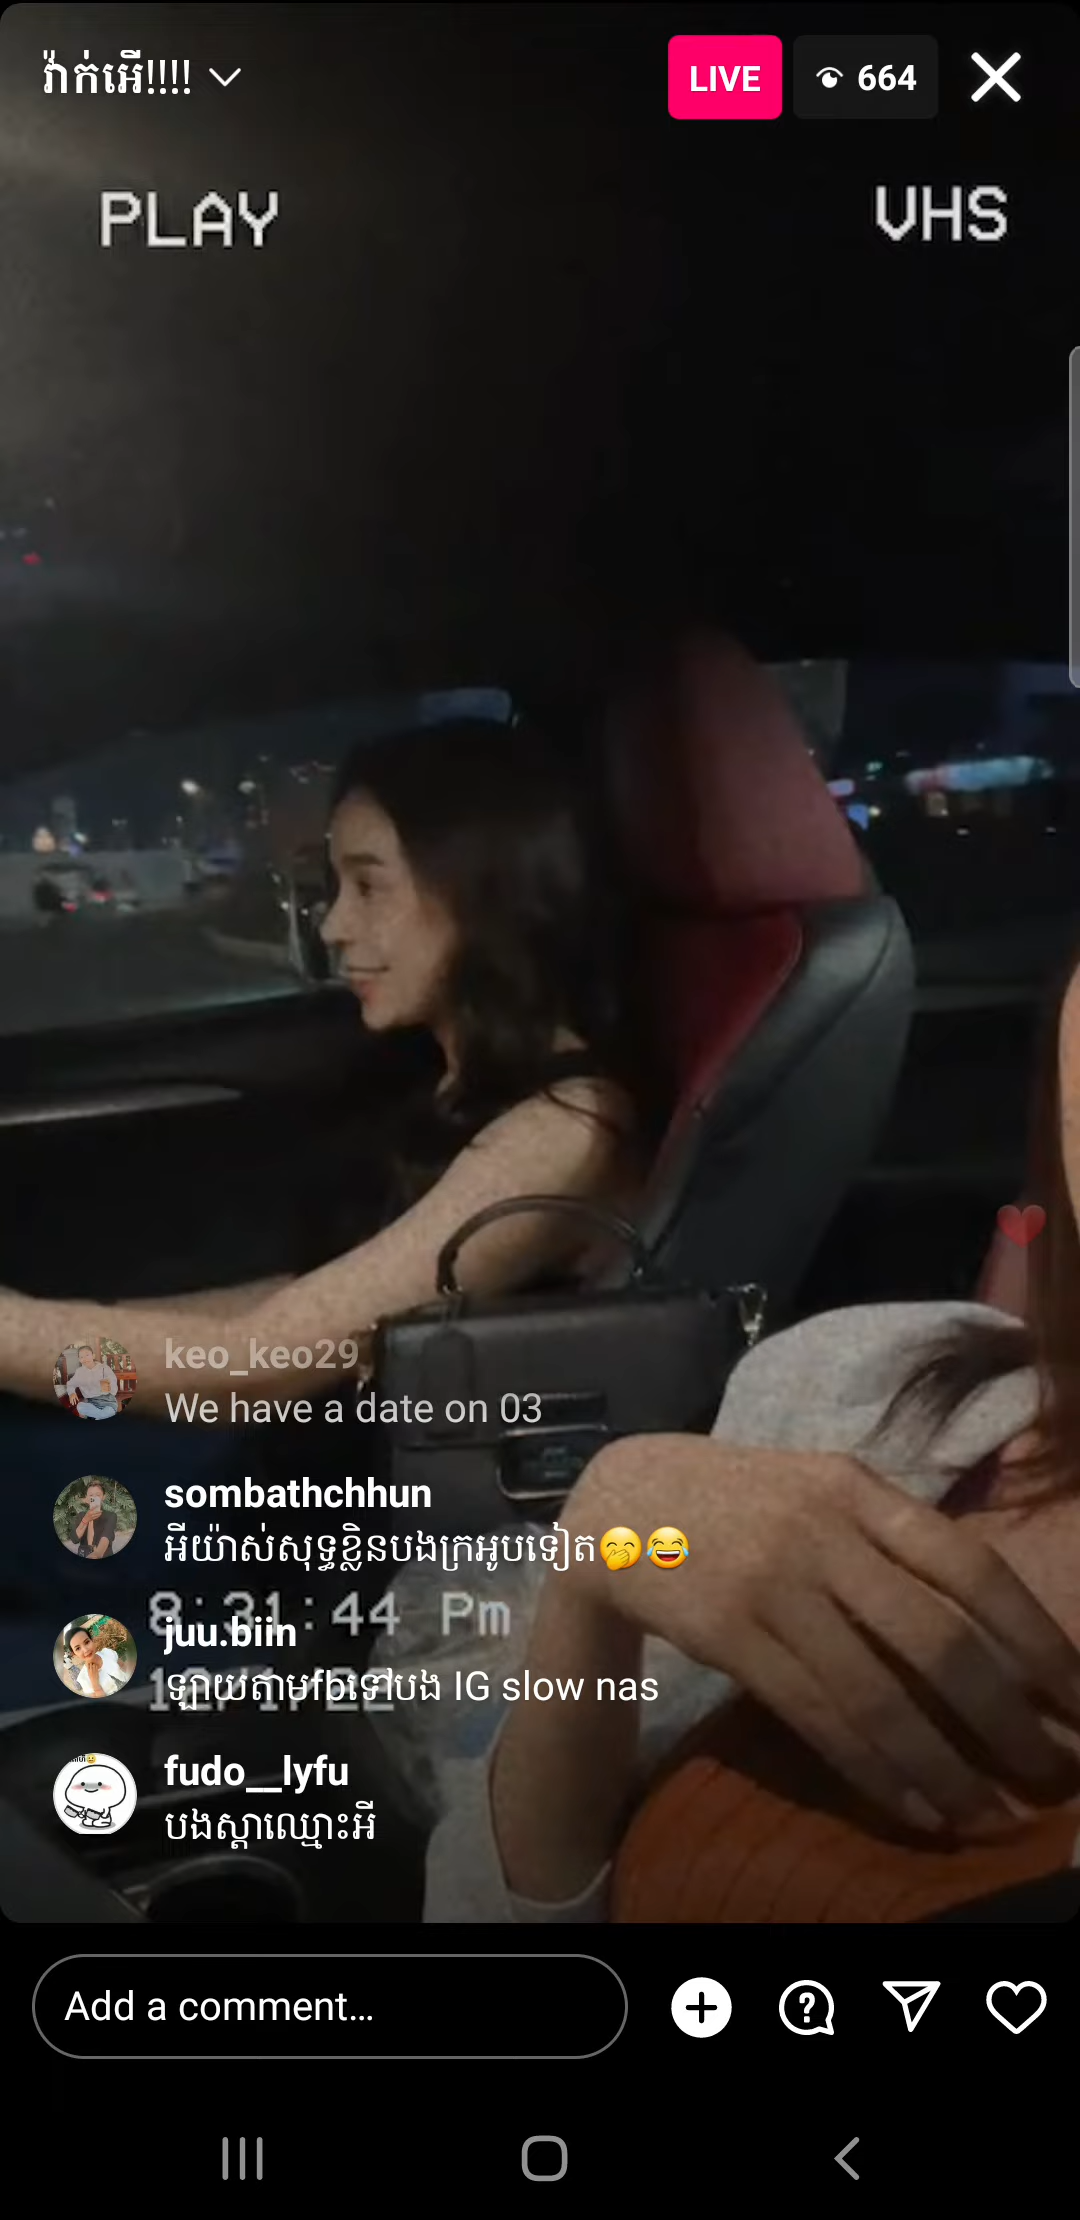 វ៉ាក់អើ!!!!
LIVE
664
PLAY
VHS
keo_keo29
We have a date on 03
sombathchhun
អីយ៉ាស់សុទ្ធខ្លិនបងក្រអូបទៀត🤭😂
8:31:44 Pm
juu.biin
ឡាយតាមfbទៅបង IG slow nas
fudo__lyfu
បងស្អាឈ្មោះអី
Add a comment...